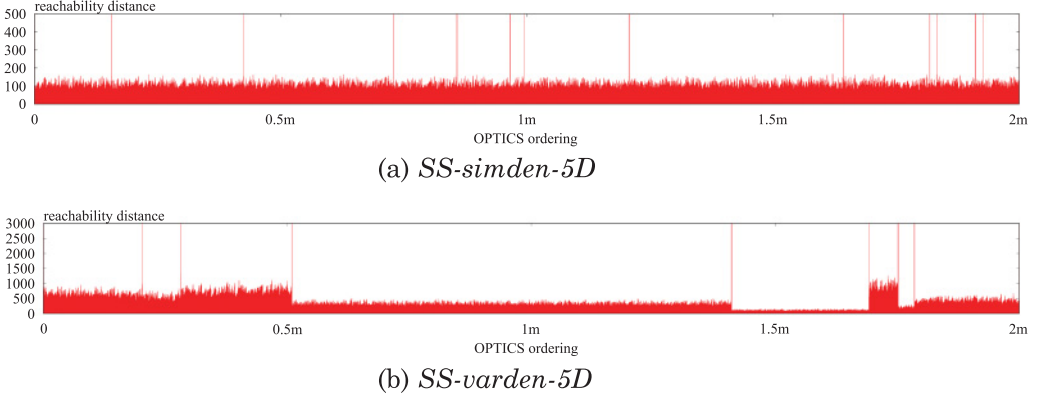 reachability distance
500
400
300
200
100
0
0 0.5m 1m 1.5m 2m
OPTICS ordering
(a) SS-simden-5D
reachability distance
3000
2500
2000
1500
1000
500
0
0 0.5m 1m 1.5m 2m
OPTICS ordering
(b) SS-varden-5D